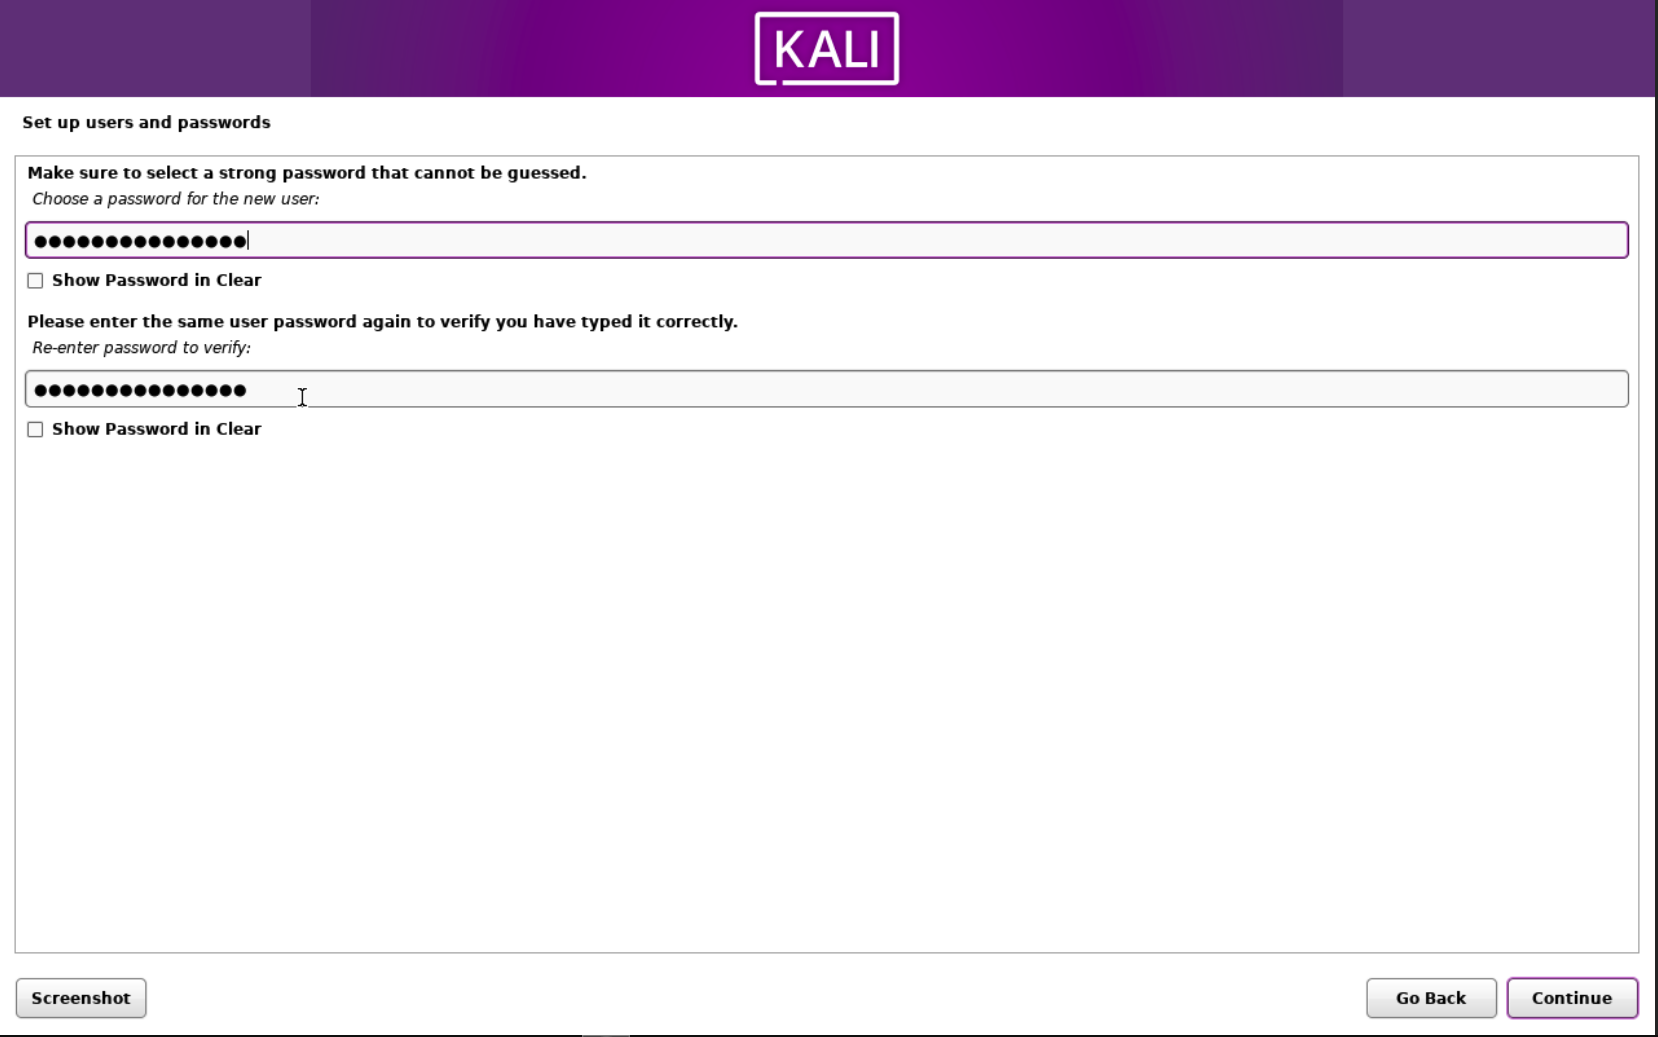 KALI
Set up users and passwords
Make sure to select a strong password that cannot be guessed.
Choose a password for the new user:
●●●●●●●●●●●●●●●
Show Password in Clear
Please enter the same user password again to verify you have typed it correctly.
Re-enter password to verify:
●●●●●●●●●●●●●●●
Show Password in Clear
Screenshot
Go Back
Continue